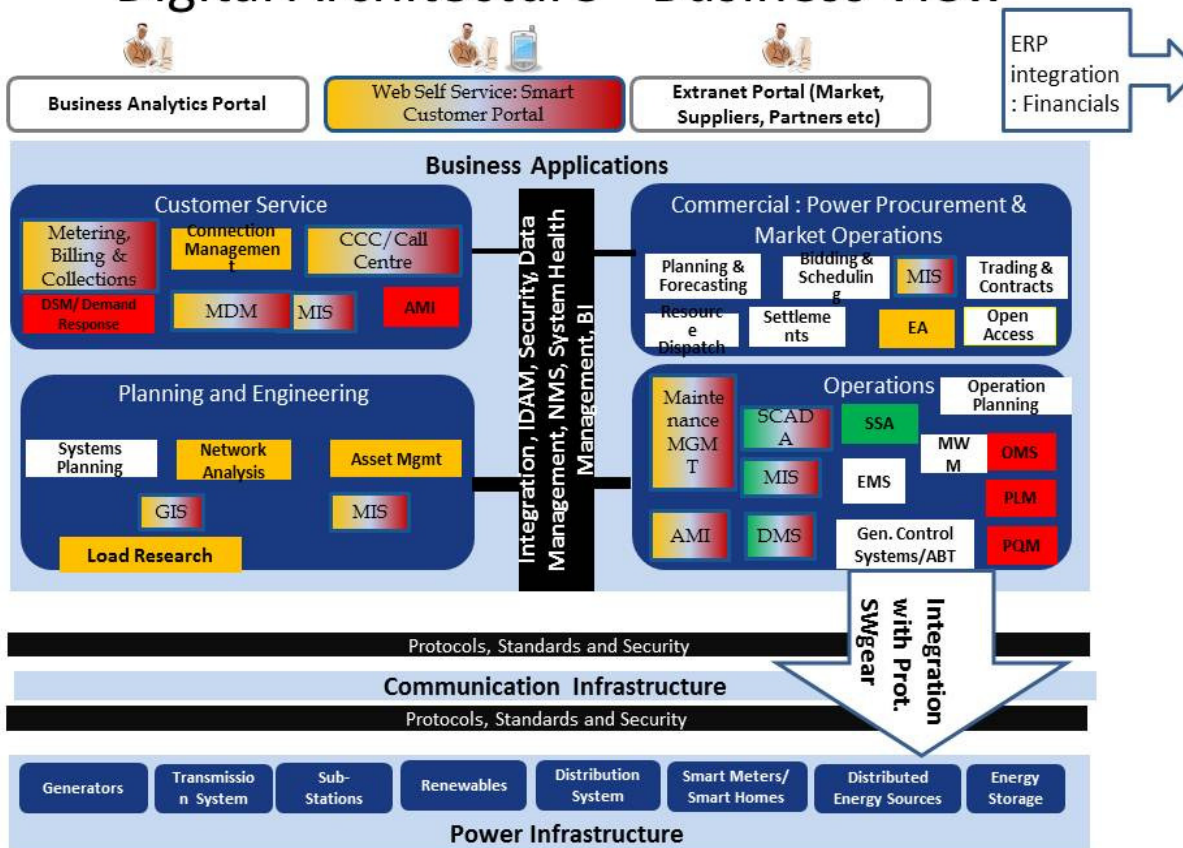 Digital Architecture - Business View
ERP
integration
: Financials
Business Analytics Portal
Web Self Service: Smart
Customer Portal
Extranet Portal (Market,
Suppliers, Partners etc)
Business Applications
Customer Service
Metering,
Billing &
Collections
Connection
Managemen
t
CCC/Call
Centre
DSM/Demand
Response
MDM
MIS
AMI
Integration, IDAM, Security, Data
Management, NMS, System Health
Management, BI
Commercial : Power Procurement &
Market Operations
Planning &
Forecasting
Bidding &
Schedulin
g
MIS
Trading &
Contracts
Resourc
e
Dispatch
Settleme
nts
EA
Open
Access
Planning and Engineering
Systems
Planning
Network
Analysis
Asset Mgmt
GIS
MIS
Load Research
Operations
Mainte
nance
MGM
T
SCAD
A
SSA
Operation
Planning
MW
M
OMS
MIS
EMS
PLM
AMI
DMS
Gen. Control
Systems/ABT
PQM
Integration
with Prot.
SWgear
Protocols, Standards and Security
Communication Infrastructure
Protocols, Standards and Security
Generators
Transmissio
n System
Sub-
Stations
Renewables
Distribution
System
Smart Meters/
Smart Homes
Distributed
Energy Sources
Energy
Storage
Power Infrastructure